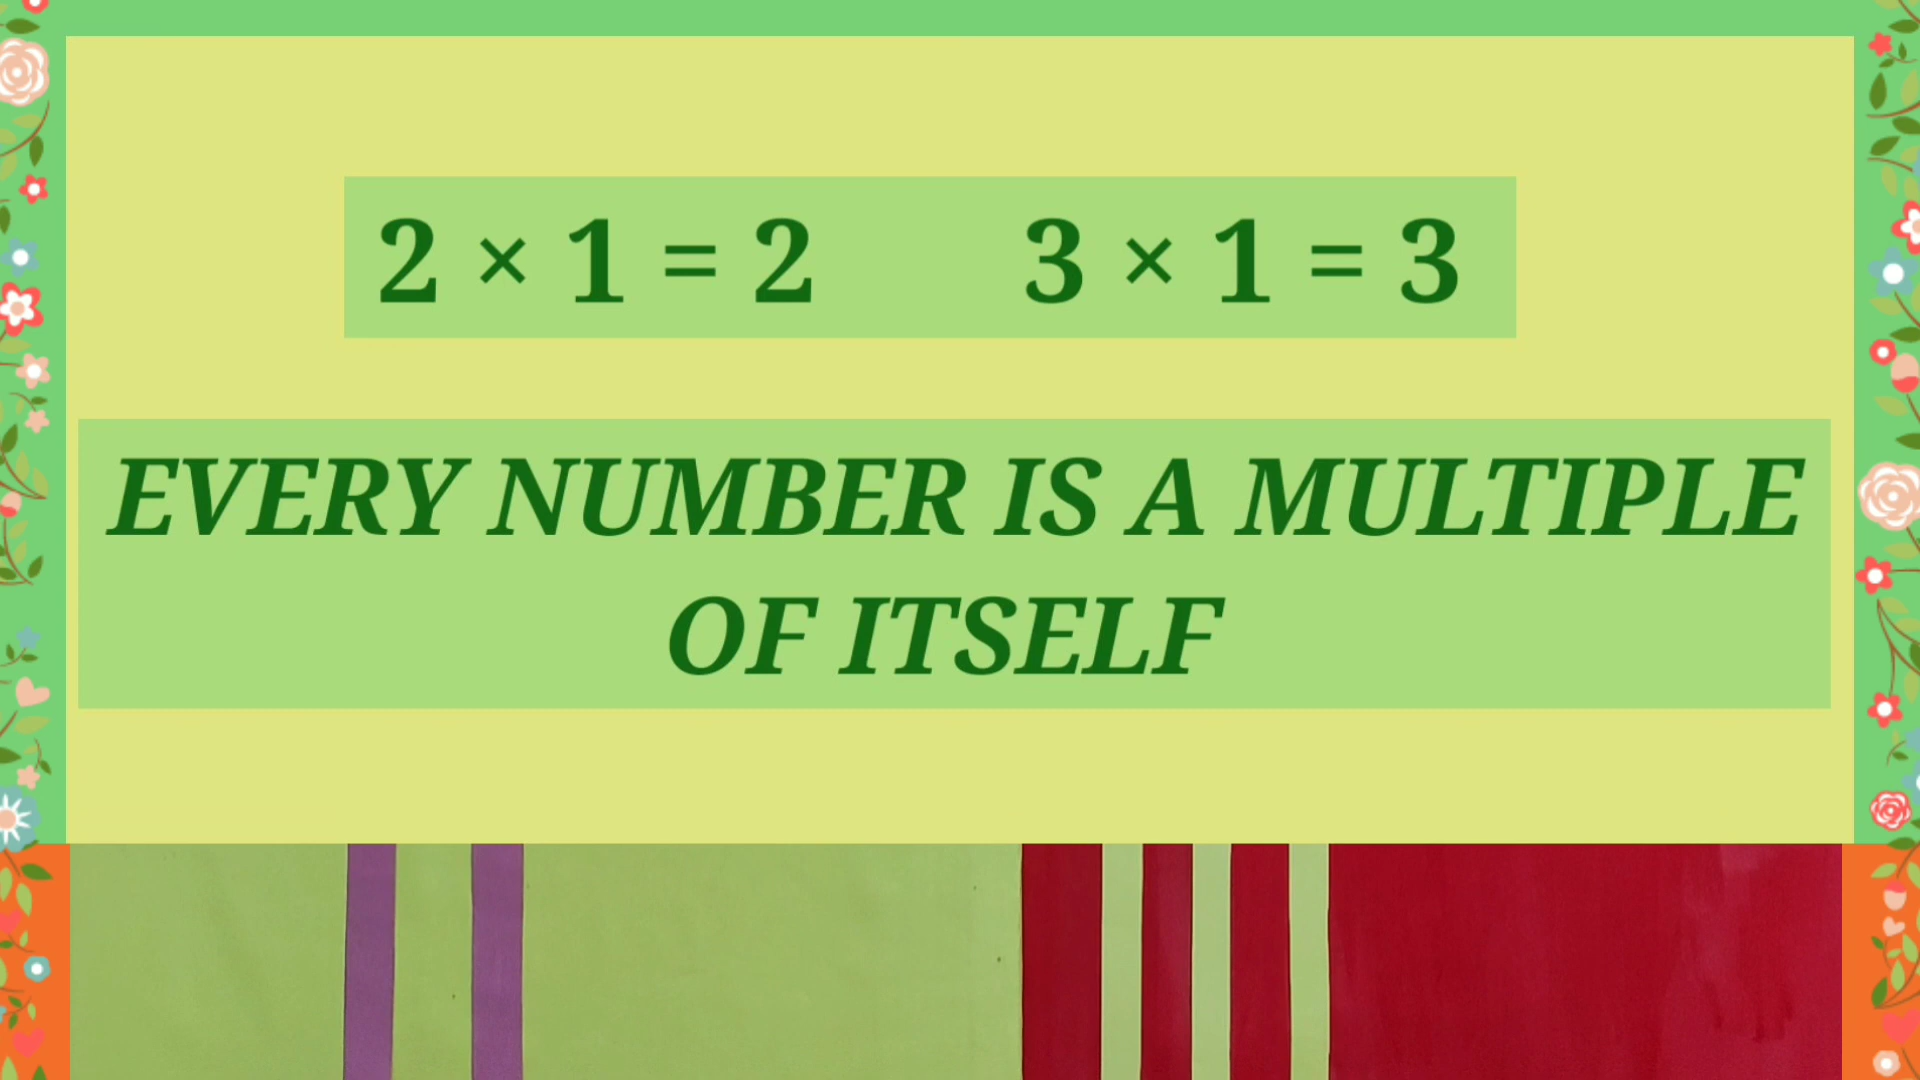 2 × 1 = 2 3 × 1 = 3
EVERY NUMBER IS A MULTIPLE
OF ITSELF